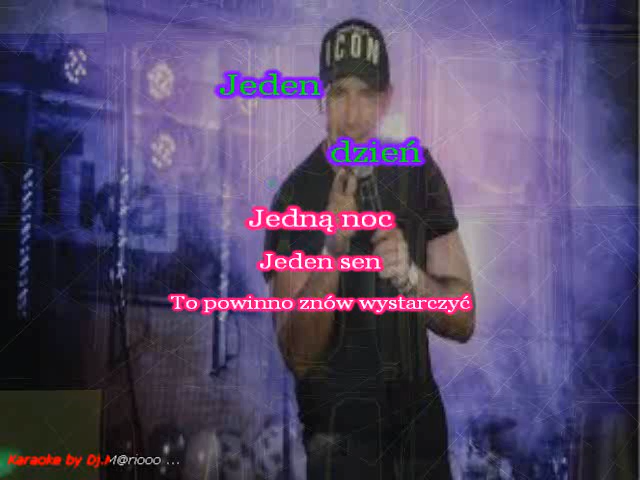 ICON
Jeden
dzień
Jedną noc
Jeden sen
To powinno znów wystarczyć
Karaoke by Dj.M@riooo ...